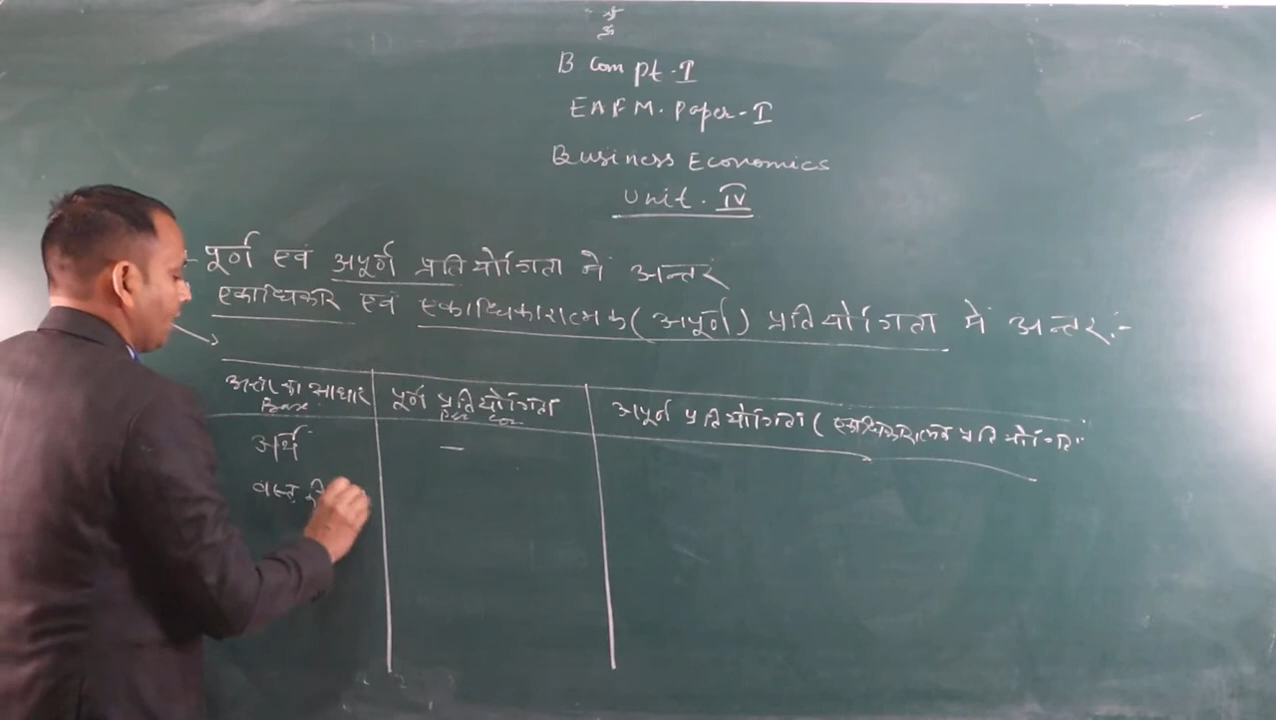 श्री
B Com pt-I
EAFM. Paper-I
Business Economics
Unit. IV
पूर्ण एवं अपूर्ण प्रतियोगिता में अन्तर
एकाधिकार एवं एकाधिकारात्मक (अपूर्ण) प्रतियोगिता में अन्तर:-
अन्तर का आधार पूर्ण प्रतियोगिता अपूर्ण प्रतियोगिता (एकाधिकारात्मक प्रतियोगिता
अर्थ -
वस्तु